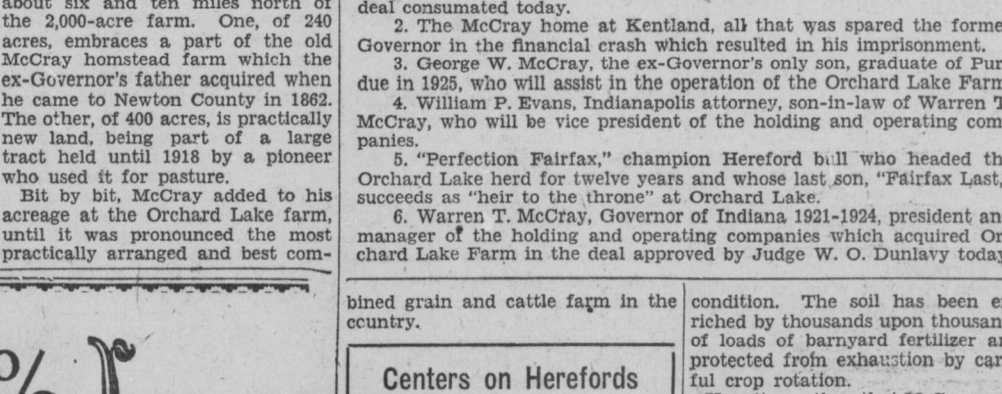 about six and ten miles north of
the 2,000-acre farm. One, of 240
acres, embraces a part of the old
McCray homstead farm which the
ex-Governor's father acquired when
he came to Newton County in 1862.
The other, of 400 acres, is practically
new land, being part of a large
tract held until 1918 by a pioneer
who used it for pasture.
Bit by bit, McCray added to his
acreage at the Orchard Lake farm,
until it was pronounced the most
practically arranged and best com-
deal consumated today.
2. The McCray home at Kentland, all that was spared the forme
Governor in the financial crash which resulted in his imprisonment.
3. George W. McCray, the ex-Governor's only son, graduate of Pur
due in 1925, who will assist in the operation of the Orchard Lake Farm
4. William P. Evans, Indianapolis attorney, son-in-law of Warren T
McCray, who will be vice president of the holding and operating com
panies.
5. "Perfection Fairfax," champion Hereford bull who headed th
Orchard Lake herd for twelve years and whose last son, "Fairfax Last,
succeeds as "heir to the throne" at Orchard Lake.
6. Warren T. McCray, Governor of Indiana 1921-1924, president an
manager of the holding and operating companies which acquired Or
chard Lake Farm in the deal approved by Judge W. O. Dunlavy today
bined grain and cattle farm in the
country.
Centers on Herefords
condition. The soil has been e
riched by thousands upon thousan
of loads of barnyard fertilizer a
protected from exhaustion by car
ful crop rotation.
%